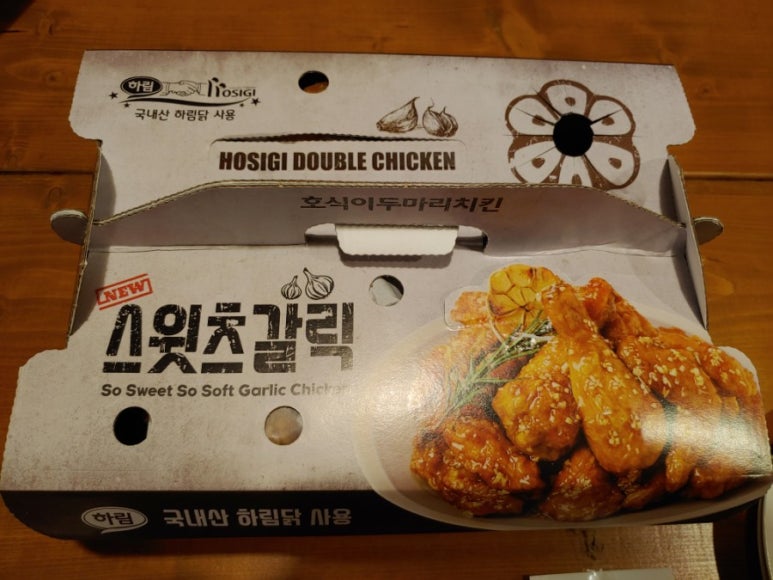 하림
HOSIGI
국내산 하림닭 사용
HOSIGI DOUBLE CHICKEN
호식이두마리치킨
NEW
스윗츠갈릭
So Sweet So Soft Garlic Chicken
하림
국내산 하림닭 사용